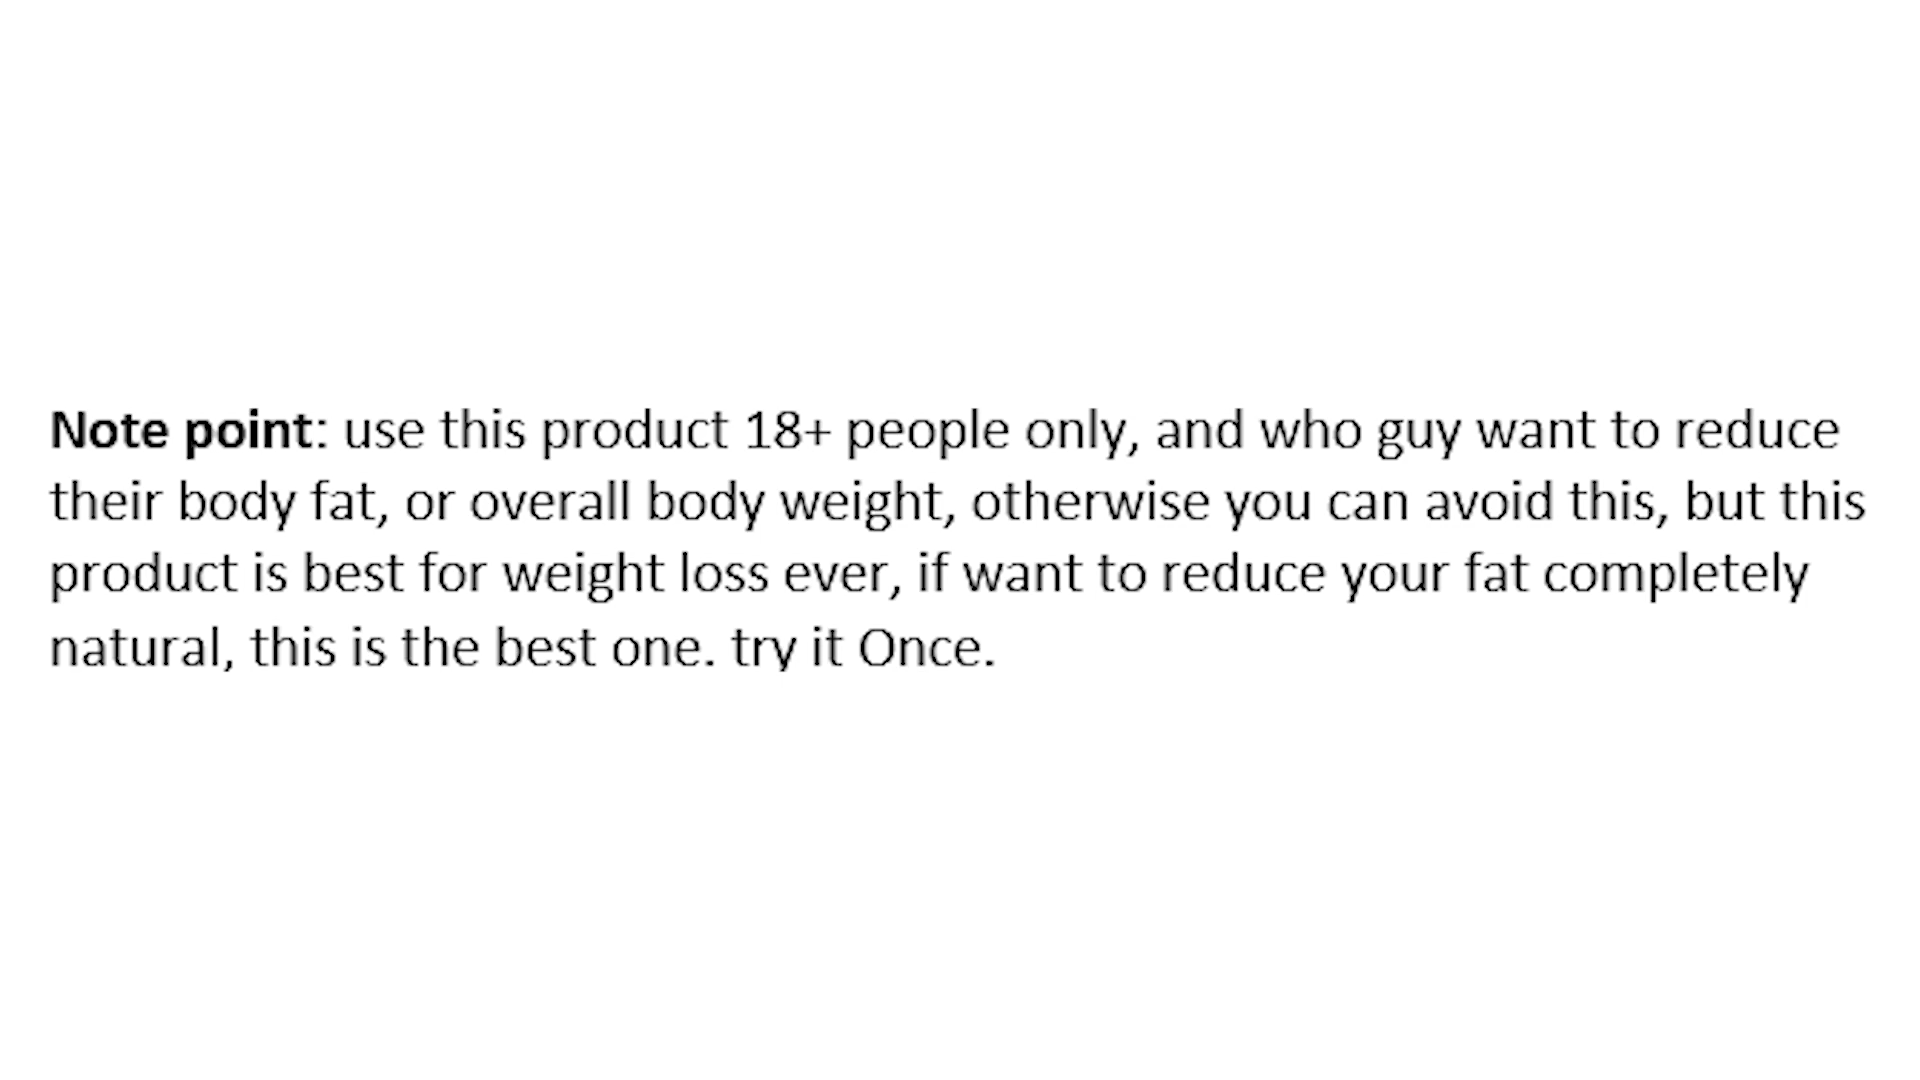 Note point: use this product 18+ people only, and who guy want to reduce
their body fat, or overall body weight, otherwise you can avoid this, but this
product is best for weight loss ever, if want to reduce your fat completely
natural, this is the best one. try it Once.